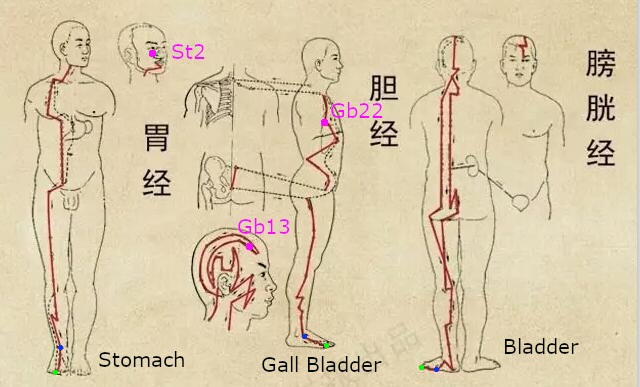 St2
胃
经
Gb22
胆
经
膀
胱
经
Gb13
Stomach
Gall Bladder
Bladder